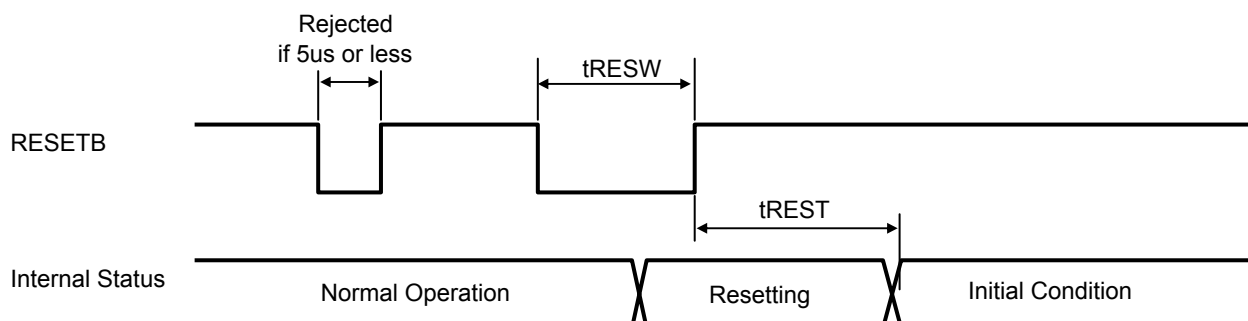 Rejected
if 5us or less
tRESW
RESETB
tREST
Internal Status
Normal Operation
Resetting
Initial Condition